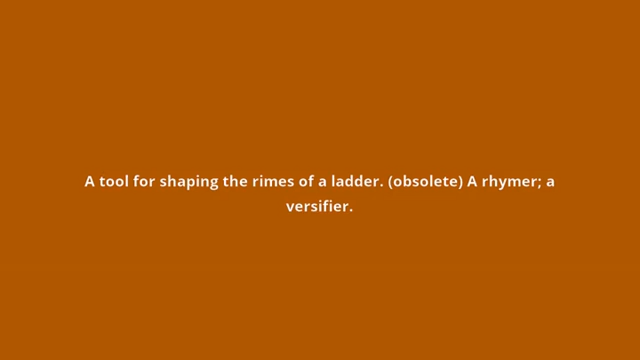 A tool for shaping the rimes of a ladder. (obsolete) A rhymer; a
versifier.